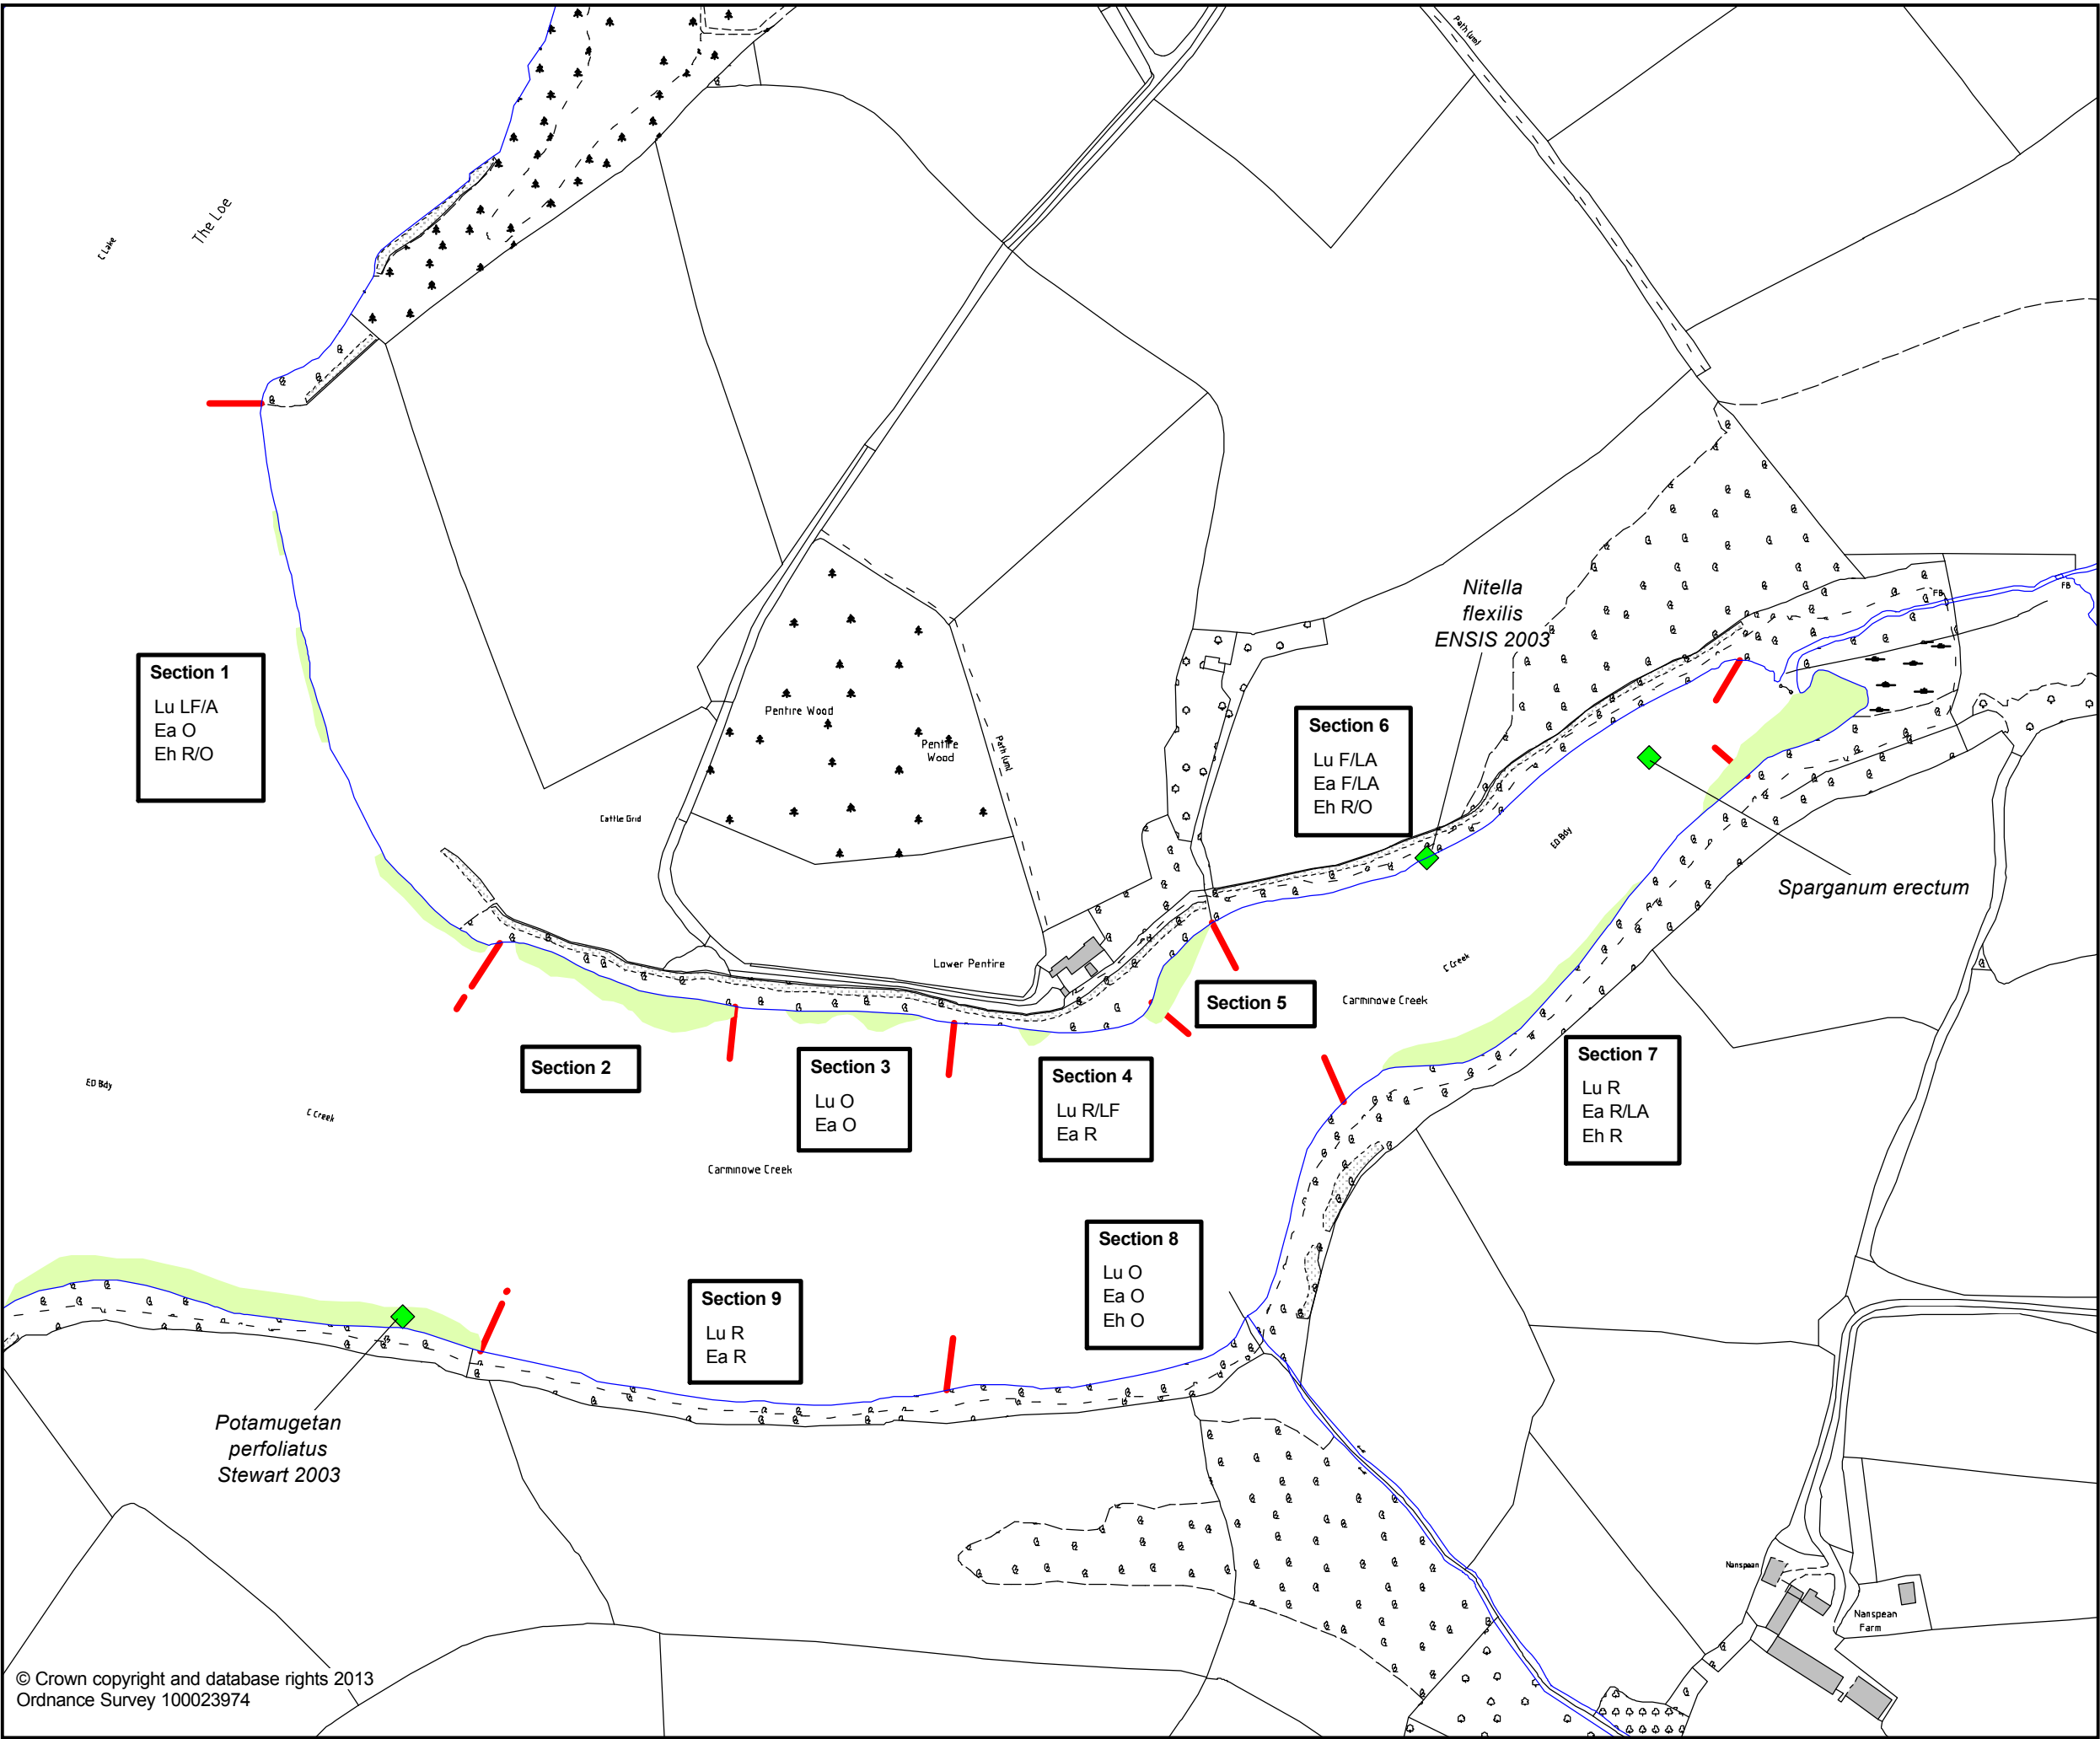 Path (um)
The Loe
C Lake
Nitella
flexilis
ENSIS 2003
FB
FB
Section 1
Lu LF/A
Ea O
Eh R/O
Pentire Wood
Pentire
Wood
Path (um)
Section 6
Lu F/LA
Ea F/LA
Eh R/O
Cattle Grid
ED Bdy
Sparganum erectum
Lower Pentire
C Creek
Carminowe Creek
Section 5
Section 2
Section 3
Lu O
Ea O
Section 4
Lu R/LF
Ea R
Section 7
Lu R
Ea R/LA
Eh R
ED Bdy
C Creek
Carminowe Creek
Section 8
Lu O
Ea O
Eh O
Section 9
Lu R
Ea R
Potamugetan
perfoliatus
Stewart 2003
Nanspean
Nanspean
Farm
© Crown copyright and database rights 2013
Ordnance Survey 100023974